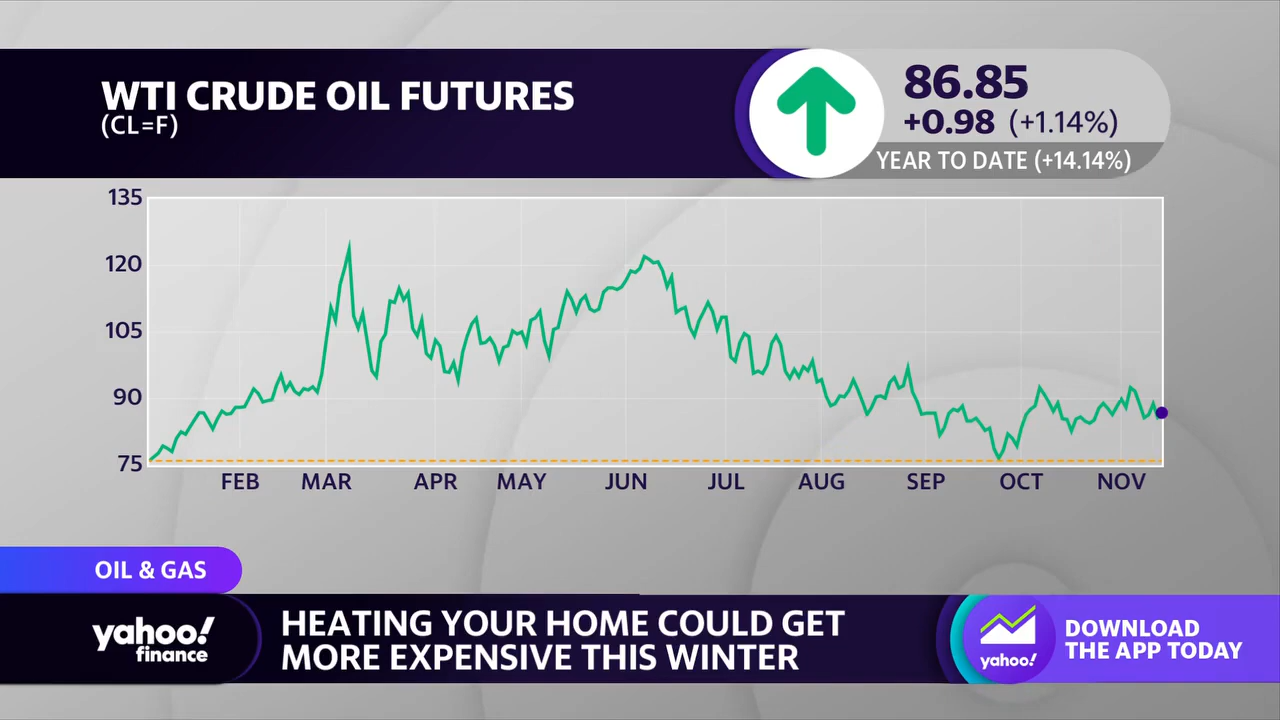 WTI CRUDE OIL FUTURES
(CL=F)
86.85
+0.98 (+1.14%)
YEAR TO DATE (+14.14%)
135
120
105
90
75
FEB MAR APR MAY JUN JUL AUG SEP OCT NOV
OIL & GAS
yahoo!
finance
HEATING YOUR HOME COULD GET
MORE EXPENSIVE THIS WINTER
yahoo!
DOWNLOAD
THE APP TODAY